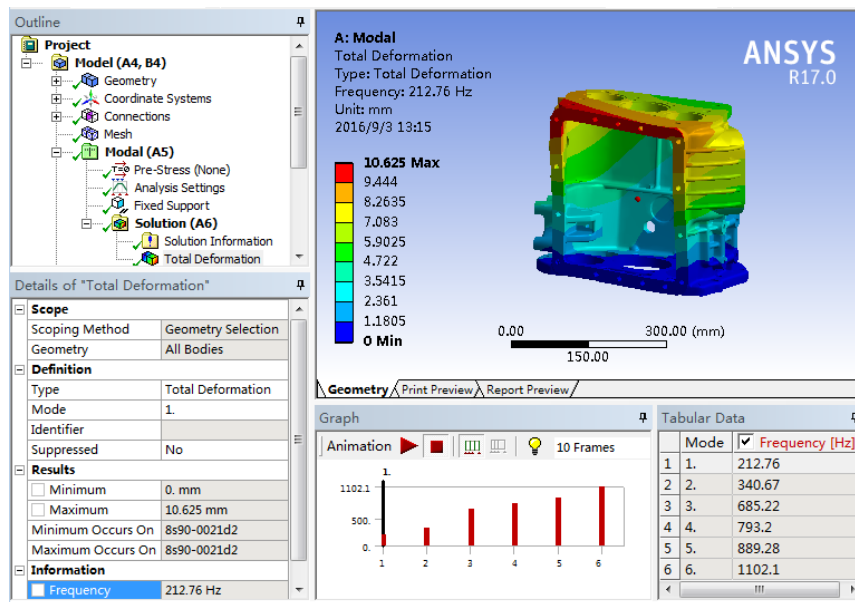 Outline
Project
Model (A4, B4)
Geometry
Coordinate Systems
Connections
Mesh
Modal (A5)
Pre-Stress (None)
Analysis Settings
Fixed Support
Solution (A6)
Solution Information
Total Deformation
Details of "Total Deformation"
Scope
Scoping Method Geometry Selection
Geometry All Bodies
Definition
Type Total Deformation
Mode 1.
Identifier
Suppressed No
Results
Minimum 0. mm
Maximum 10.625 mm
Minimum Occurs On 8s90-0021d2
Maximum Occurs On 8s90-0021d2
Information
Frequency 212.76 Hz
A: Modal
Total Deformation
Type: Total Deformation
Frequency: 212.76 Hz
Unit: mm
2016/9/3 13:15
ANSYS
R17.0
10.625 Max
9.444
8.2635
7.083
5.9025
4.722
3.5415
2.361
1.1805
0 Min
0.00 300.00 (mm)
150.00
Geometry Print Preview Report Preview
Graph
Animation 10 Frames
1.
1102.1
500.
0.
1 2 3 4 5 6
Tabular Data
Mode Frequency [Hz]
1 1. 212.76
2 2. 340.67
3 3. 685.22
4 4. 793.2
5 5. 889.28
6 6. 1102.1